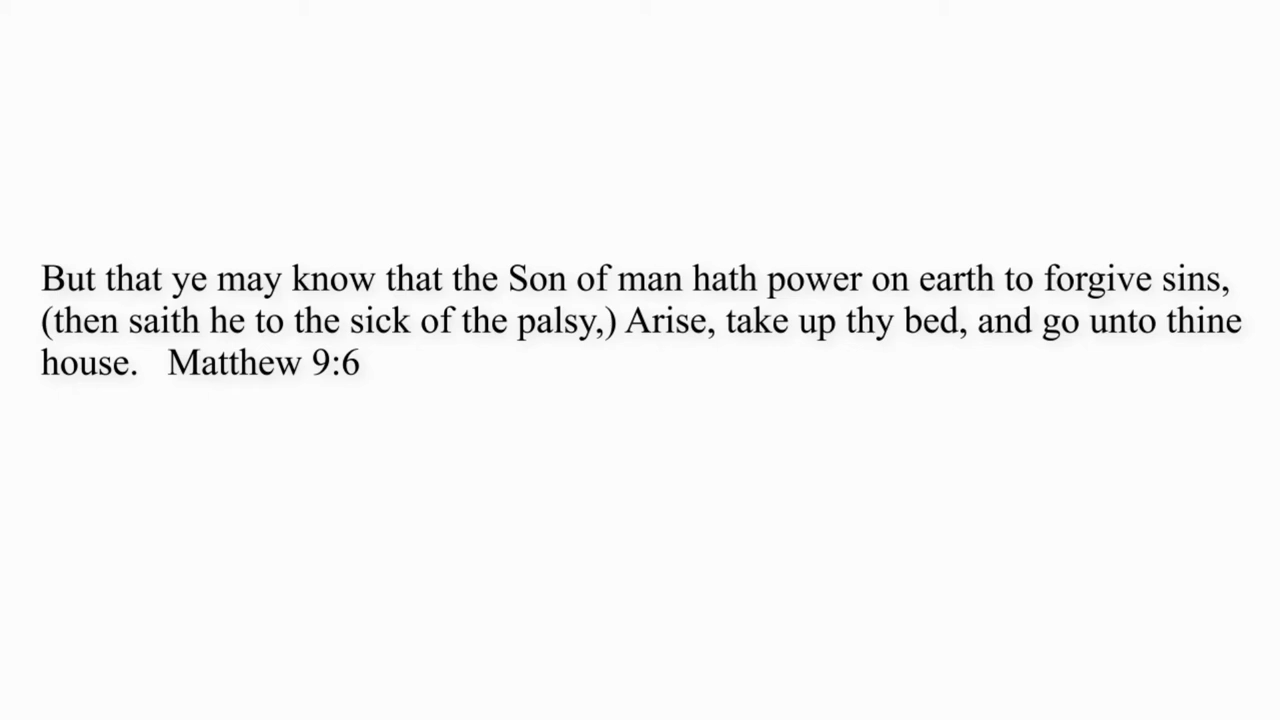 But that ye may know that the Son of man hath power on earth to forgive sins,
(then saith he to the sick of the palsy,) Arise, take up thy bed, and go unto thine
house.   Matthew 9:6